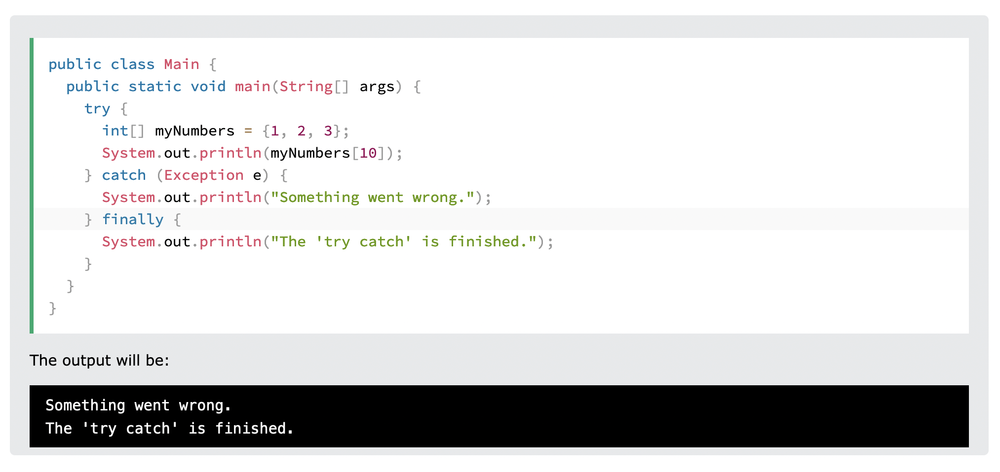 public class Main {
  public static void main(String[] args) {
    try {
      int[] myNumbers = {1, 2, 3};
      System.out.println(myNumbers[10]);
    } catch (Exception e) {
      System.out.println("Something went wrong.");
    } finally {
      System.out.println("The 'try catch' is finished.");
    }
  }
}
The output will be:
Something went wrong.
The 'try catch' is finished.